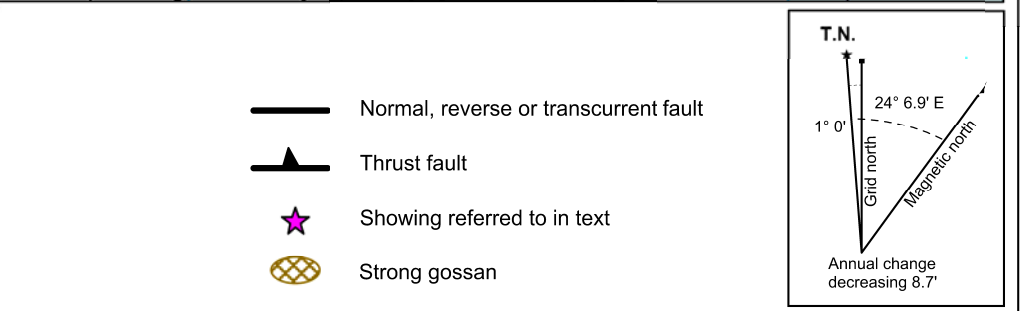 Normal, reverse or transcurrent fault
Thrust fault
Showing referred to in text
Strong gossan
T.N.
24° 6.9' E
1° 0'
Grid north
Magnetic north
Annual change
decreasing 8.7'